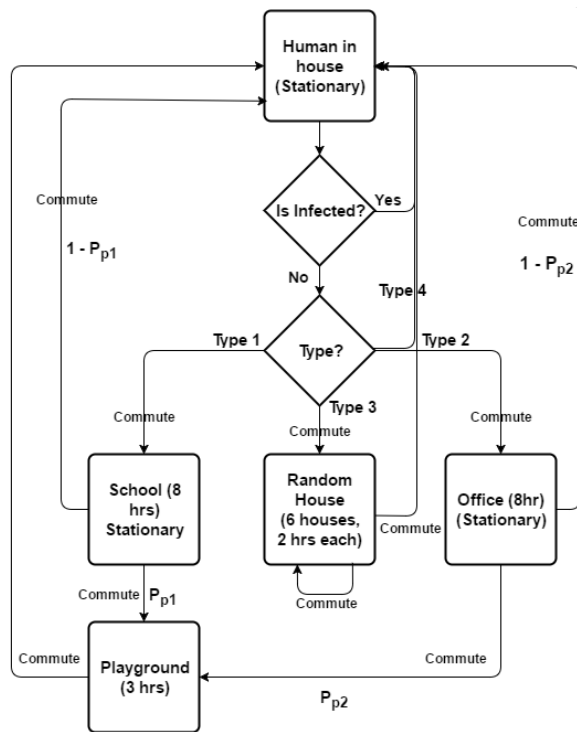 Human in
house
(Stationary)
Is Infected?
Yes
No
Commute
1 - Pp1
Commute
1 - Pp2
Type 4
Type 1
Type?
Type 2
Type 3
Commute
Commute
Commute
School (8
hrs)
Stationary
Random
House
(6 houses,
2 hrs each)
Office (8hr)
(Stationary)
Commute
Commute
Commute
Pp1
Playground
(3 hrs)
Commute
Commute
Pp2